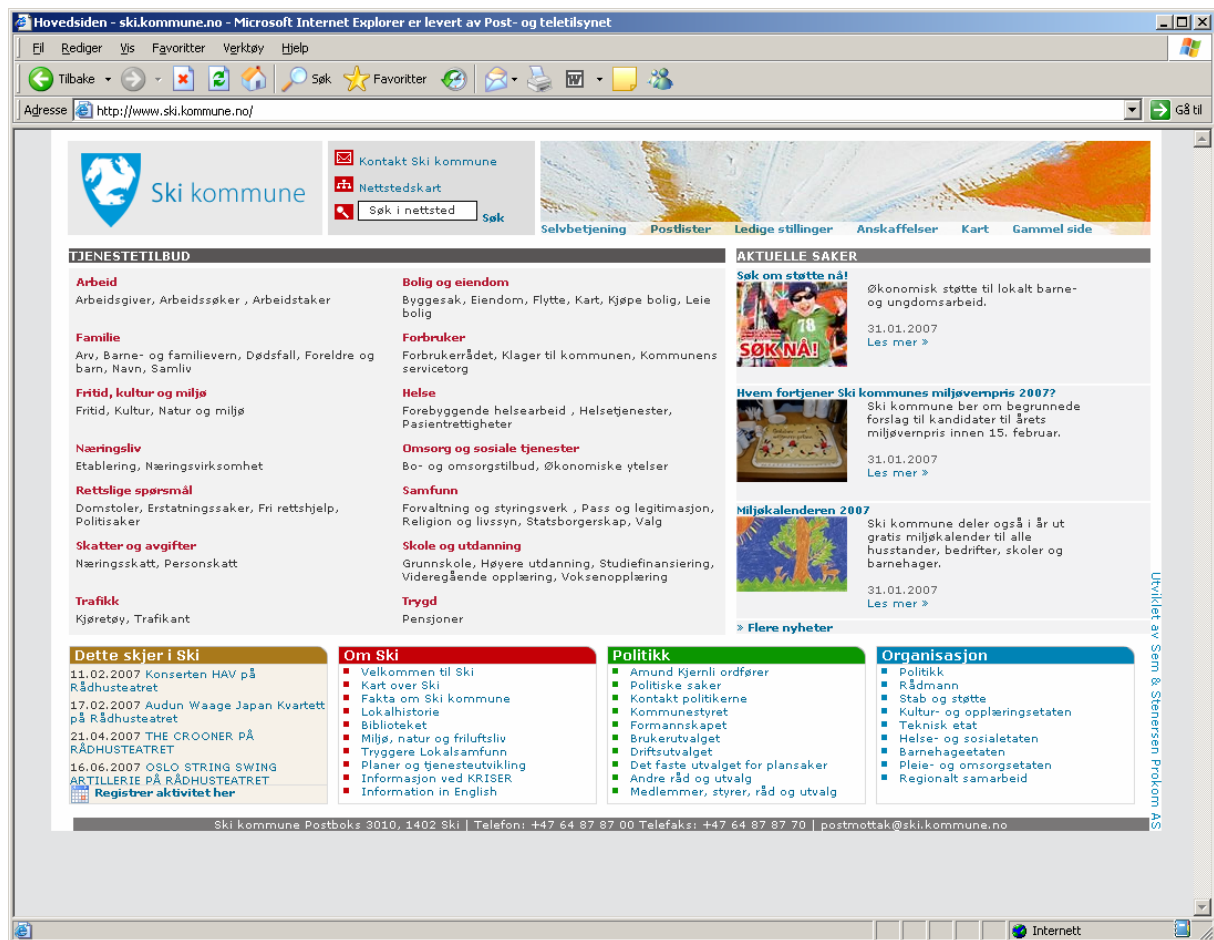 Hovedsiden - ski.kommune.no - Microsoft Internet Explorer er levert av Post- og teletilsynet
Fil Rediger Vis Favoritter Verktøy Hjelp
Tilbake Søk Favoritter
Adresse http://www.ski.kommune.no/ Gå til
Ski kommune
Kontakt Ski kommune
Nettstedskart
Søk i nettsted Søk
Selvbetjening Postlister Ledige stillinger Anskaffelser Kart Gammel side
TJENESTETILBUD
Arbeid
Arbeidsgiver, Arbeidssøker , Arbeidstaker
Familie
Arv, Barne- og familievern, Dødsfall, Foreldre og
barn, Navn, Samliv
Fritid, kultur og miljø
Fritid, Kultur, Natur og miljø
Næringsliv
Etablering, Næringsvirksomhet
Rettslige spørsmål
Domstoler, Erstatningssaker, Fri rettshjelp,
Politisaker
Skatter og avgifter
Næringsskatt, Personskatt
Trafikk
Kjøretøy, Trafikant
Bolig og eiendom
Byggesak, Eiendom, Flytte, Kart, Kjøpe bolig, Leie
bolig
Forbruker
Forbrukerrådet, Klager til kommunen, Kommunens
servicetorg
Helse
Forebyggende helsearbeid , Helsetjenester,
Pasientrettigheter
Omsorg og sosiale tjenester
Bo- og omsorgstilbud, Økonomiske ytelser
Samfunn
Forvaltning og styringsverk , Pass og legitimasjon,
Religion og livssyn, Statsborgerskap, Valg
Skole og utdanning
Grunnskole, Høyere utdanning, Studiefinansiering,
Videregående opplæring, Voksenopplæring
Trygd
Pensjoner
AKTUELLE SAKER
Søk om støtte nå!
78
SØK NÅ!
Økonomisk støtte til lokalt barne-
og ungdomsarbeid.
31.01.2007
Les mer »
Hvem fortjener Ski kommunes miljøvernpris 2007?
Ski kommune ber om begrunnede
forslag til kandidater til årets
miljøvernpris innen 15. februar.
31.01.2007
Les mer »
Miljøkalenderen 2007
Ski kommune deler også i år ut
gratis miljøkalender til alle
husstander, bedrifter, skoler og
barnehager.
31.01.2007
Les mer »
» Flere nyheter
Dette skjer i Ski
11.02.2007 Konserten HAV på
Rådhusteatret
17.02.2007 Audun Waage Japan Kvartett
på Rådhusteatret
21.04.2007 THE CROONER PÅ
RÅDHUSTEATRET
16.06.2007 OSLO STRING SWING
ARTILLERIE PÅ RÅDHUSTEATRET
Registrer aktivitet her
Om Ski
Velkommen til Ski
Kart over Ski
Fakta om Ski kommune
Lokalhistorie
Biblioteket
Miljø, natur og friluftsliv
Tryggere Lokalsamfunn
Planer og tjenesteutvikling
Informasjon ved KRISER
Information in English
Politikk
Amund Kjernli ordfører
Politiske saker
Kontakt politikerne
Kommunestyret
Formannskapet
Brukerutvalget
Driftsutvalget
Det faste utvalget for plansaker
Andre råd og utvalg
Medlemmer, styrer, råd og utvalg
Organisasjon
Politikk
Rådmann
Stab og støtte
Kultur- og opplæringsetaten
Teknisk etat
Helse- og sosialetaten
Barnehageetaten
Pleie- og omsorgsetaten
Regionalt samarbeid
Utviklet av Sem & Stenersen Prokom AS
Ski kommune Postboks 3010, 1402 Ski | Telefon: +47 64 87 87 00 Telefaks: +47 64 87 87 70 | postmottak@ski.kommune.no
Internett